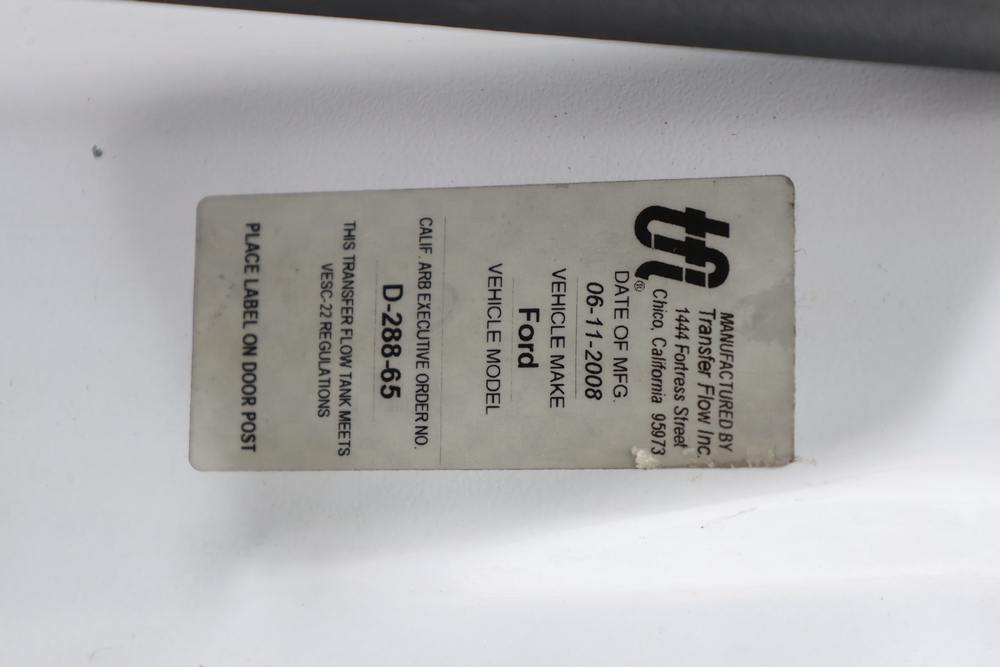 tfi®
MANUFACTURED BY
Transfer Flow Inc.
1444 Fortress Street
Chico, California 95973
DATE OF MFG.
06-11-2008
VEHICLE MAKE
Ford
VEHICLE MODEL
CALIF. ARB EXECUTIVE ORDER NO.
D-288-65
THIS TRANSFER FLOW TANK MEETS
VESC-22 REGULATIONS
PLACE LABEL ON DOOR POST